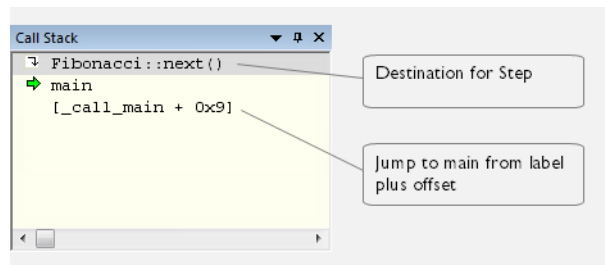 Call Stack
Fibonacci::next()
main
[_call_main + 0x9]
Destination for Step
Jump to main from label
plus offset